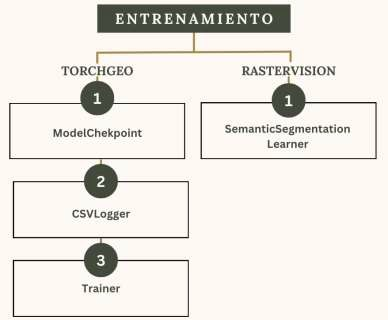 ENTRENAMIENTO
TORCHGEO
1
ModelChekpoint
2
CSVLogger
3
Trainer
RASTERVISION
1
SemanticSegmentation
Learner